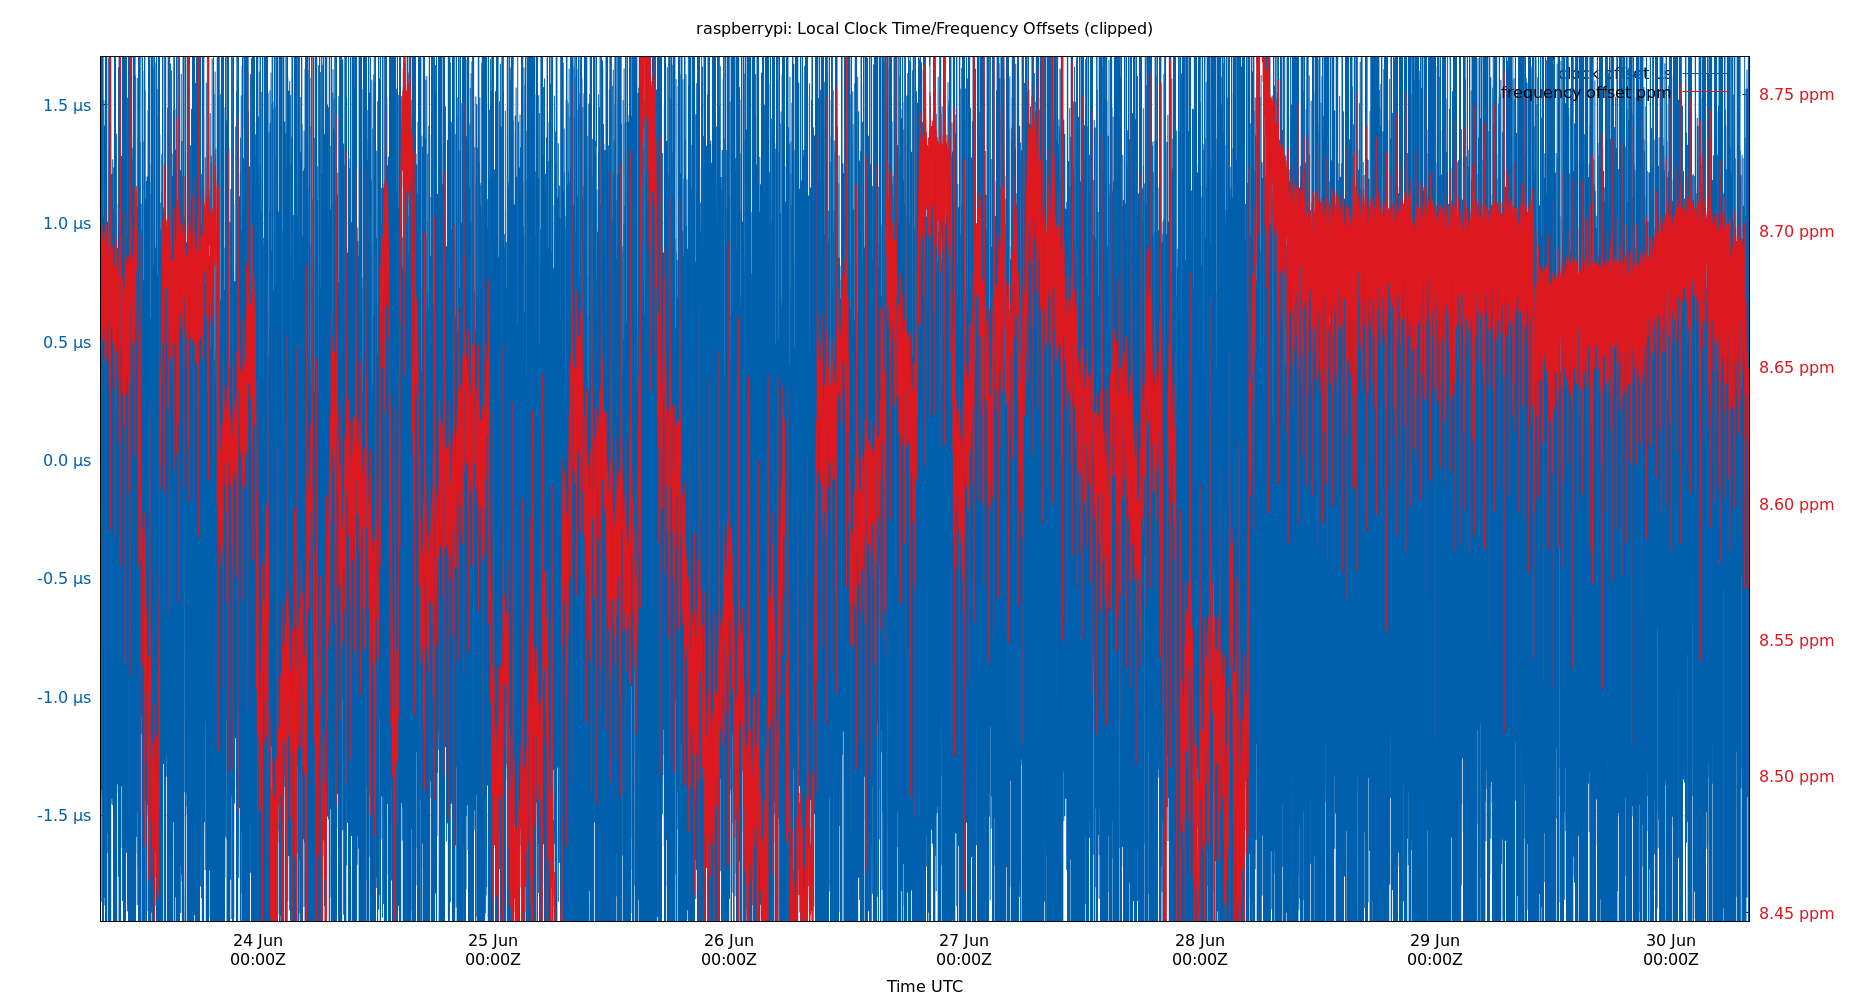 raspberrypi: Local Clock Time/Frequency Offsets (clipped)
clock offset µs
frequency offset ppm
1.5 µs
1.0 µs
0.5 µs
0.0 µs
-0.5 µs
-1.0 µs
-1.5 µs
8.75 ppm
8.70 ppm
8.65 ppm
8.60 ppm
8.55 ppm
8.50 ppm
8.45 ppm
24 Jun
00:00Z
25 Jun
00:00Z
26 Jun
00:00Z
27 Jun
00:00Z
28 Jun
00:00Z
29 Jun
00:00Z
30 Jun
00:00Z
Time UTC